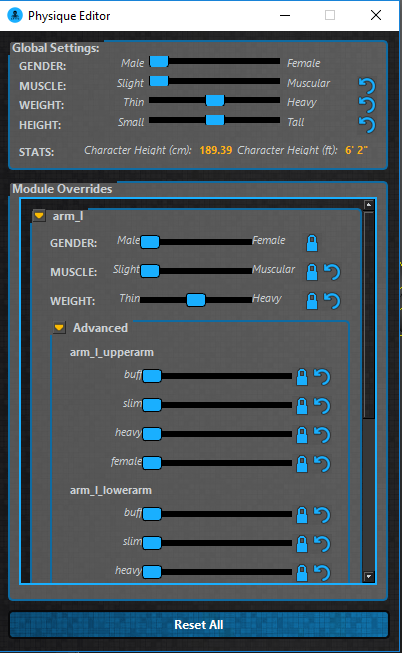 Physique Editor
Global Settings:
GENDER: Male Female
MUSCLE: Slight Muscular
WEIGHT: Thin Heavy
HEIGHT: Small Tall
STATS: Character Height (cm): 189.39 Character Height (ft): 6' 2"
Module Overrides
arm_l
GENDER: Male Female
MUSCLE: Slight Muscular
WEIGHT: Thin Heavy
Advanced
arm_l_upperarm
buff
slim
heavy
female
arm_l_lowerarm
buff
slim
heavy
Reset All